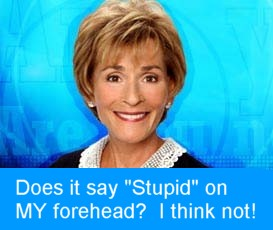 Does it say "Stupid" on
MY forehead?  I think not!